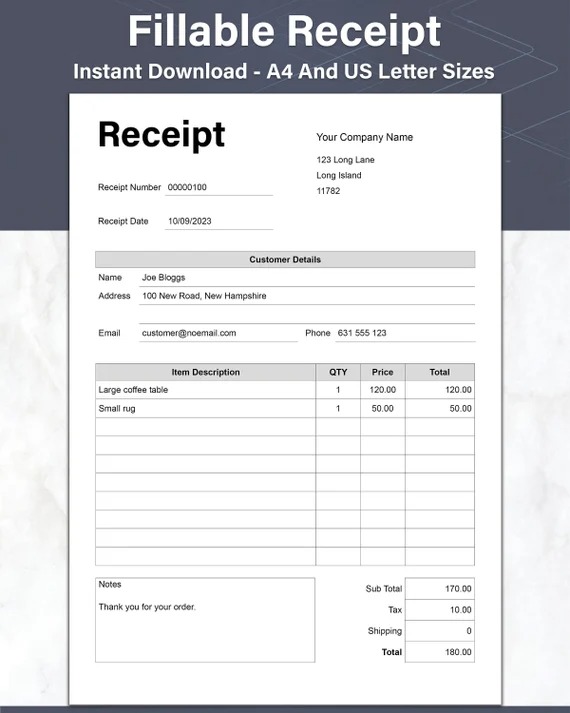 Fillable Receipt
Instant Download - A4 And US Letter Sizes
Receipt
Your Company Name
123 Long Lane
Long Island
11782
Receipt Number 00000100
Receipt Date 10/09/2023
Customer Details
Name Joe Bloggs
Address 100 New Road, New Hampshire
Email customer@noemail.com Phone 631 555 123
Item Description QTY Price Total
Large coffee table 1 120.00 120.00
Small rug 1 50.00 50.00
Notes
Thank you for your order.
Sub Total 170.00
Tax 10.00
Shipping 0
Total 180.00